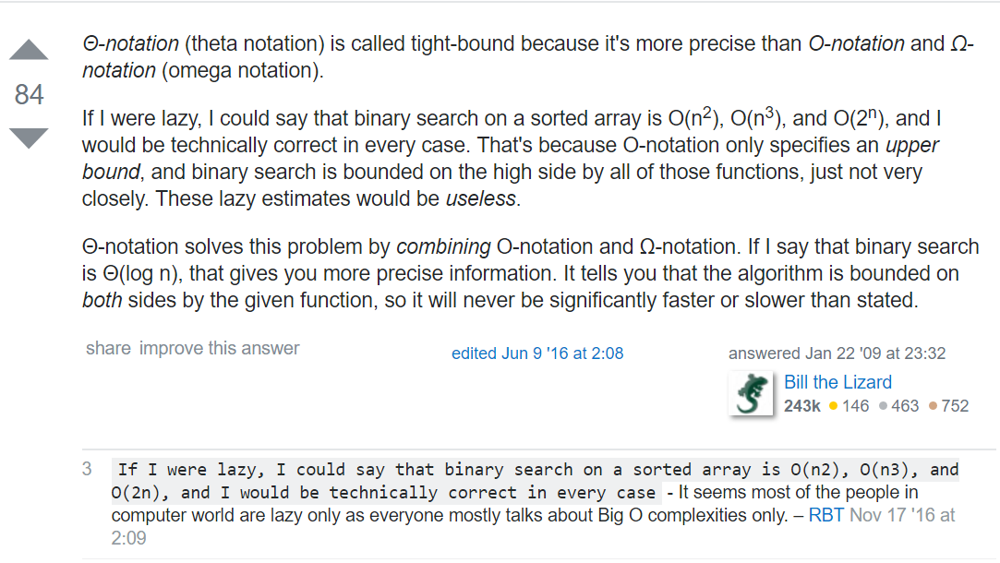 Θ-notation (theta notation) is called tight-bound because it's more precise than O-notation and Ω-
notation (omega notation).
84
If I were lazy, I could say that binary search on a sorted array is O(n²), O(n³), and O(2ⁿ), and I
would be technically correct in every case. That's because O-notation only specifies an upper
bound, and binary search is bounded on the high side by all of those functions, just not very
closely. These lazy estimates would be useless.
Θ-notation solves this problem by combining O-notation and Ω-notation. If I say that binary search
is Θ(log n), that gives you more precise information. It tells you that the algorithm is bounded on
both sides by the given function, so it will never be significantly faster or slower than stated.
share improve this answer
edited Jun 9 '16 at 2:08
answered Jan 22 '09 at 23:32
Bill the Lizard
243k ● 146 ● 463 ● 752
3 If I were lazy, I could say that binary search on a sorted array is O(n2), O(n3), and
O(2n), and I would be technically correct in every case - It seems most of the people in
computer world are lazy only as everyone mostly talks about Big O complexities only. – RBT Nov 17 '16 at
2:09